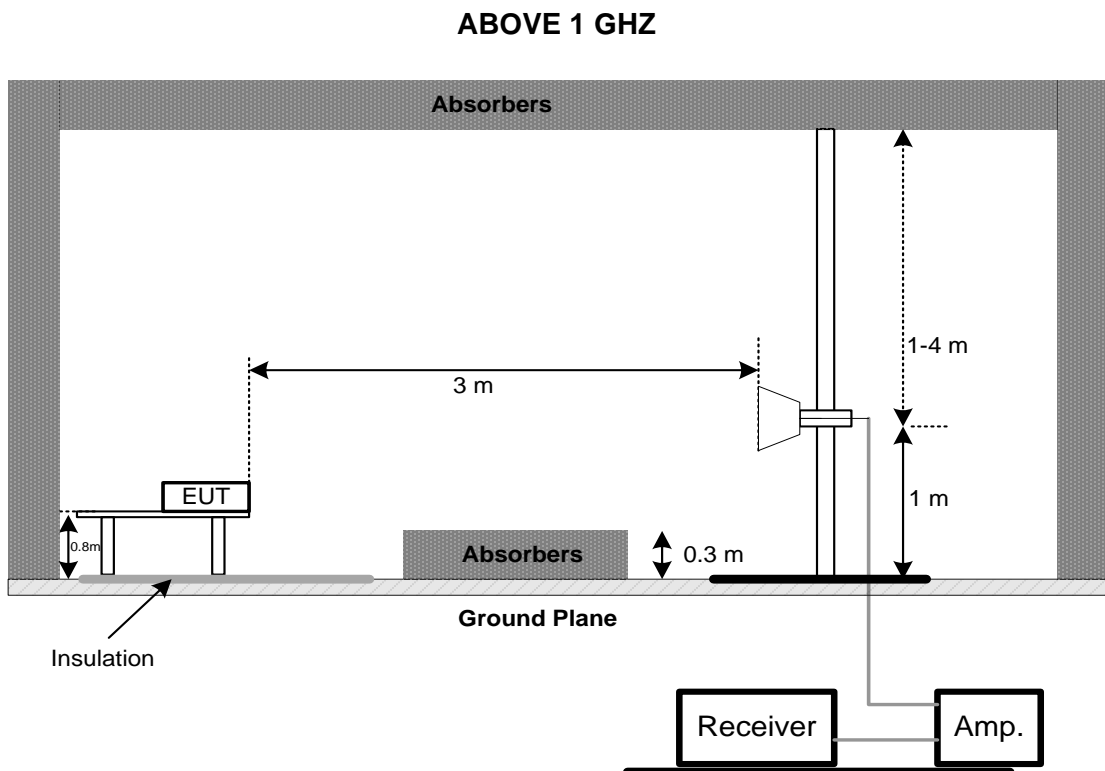 ABOVE 1 GHZ
Absorbers
1-4 m
3 m
EUT
1 m
0.8m
Absorbers
0.3 m
Ground Plane
Insulation
Receiver
Amp.